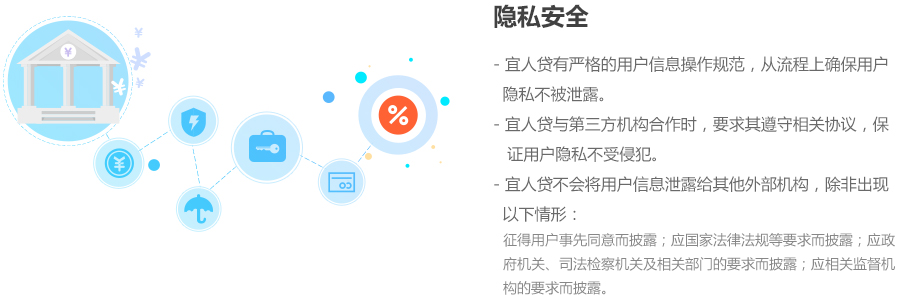 隐私安全
- 宜人贷有严格的用户信息操作规范，从流程上确保用户
隐私不被泄露。
- 宜人贷与第三方机构合作时，要求其遵守相关协议，保
证用户隐私不受侵犯。
- 宜人贷不会将用户信息泄露给其他外部机构，除非出现
以下情形：
征得用户事先同意而披露；应国家法律法规等要求而披露；应政
府机关、司法检察机关及相关部门的要求而披露；应相关监督机
构的要求而披露。
¥
¥
¥
¥
¥
¥
%